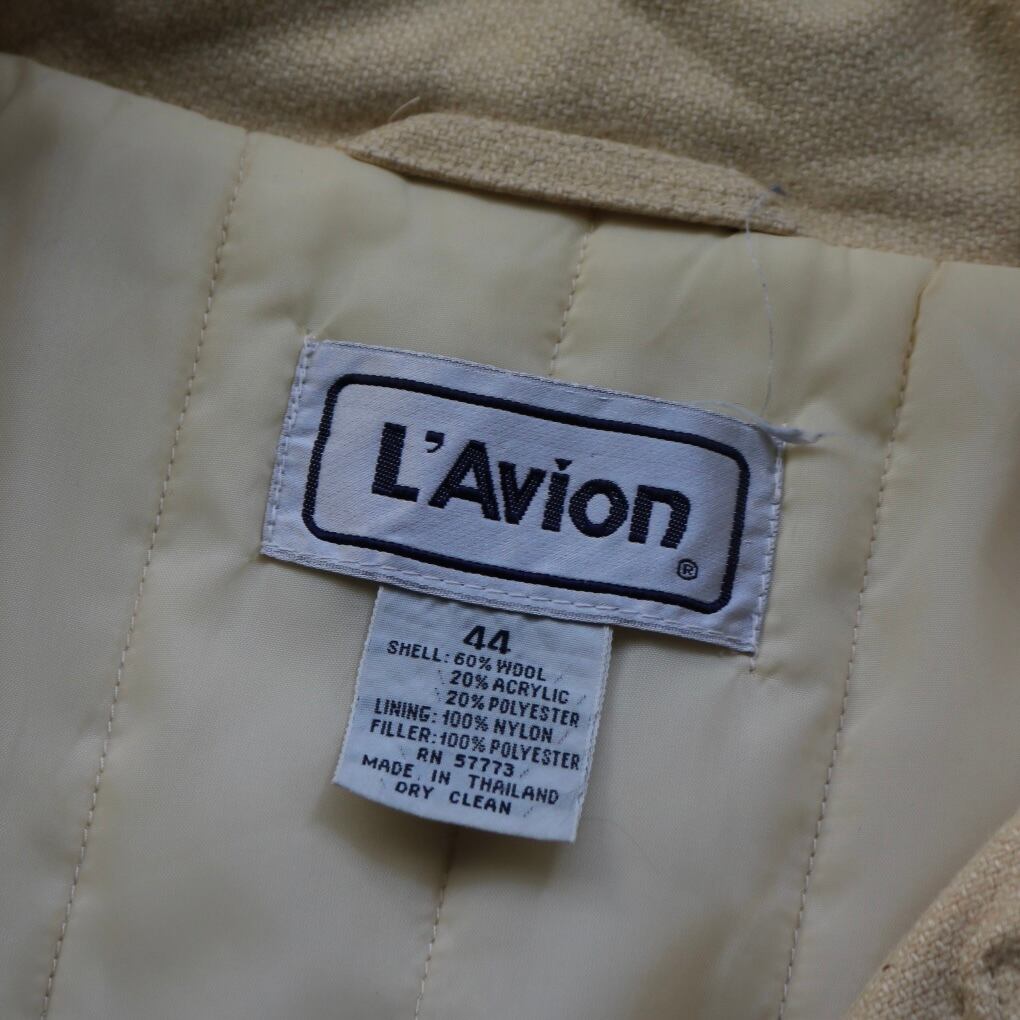 L'Avion
®
44
SHELL: 60% WOOL
20% ACRYLIC
20% POLYESTER
LINING: 100% NYLON
FILLER: 100% POLYESTER
RN 57773
MADE IN THAILAND
DRY CLEAN